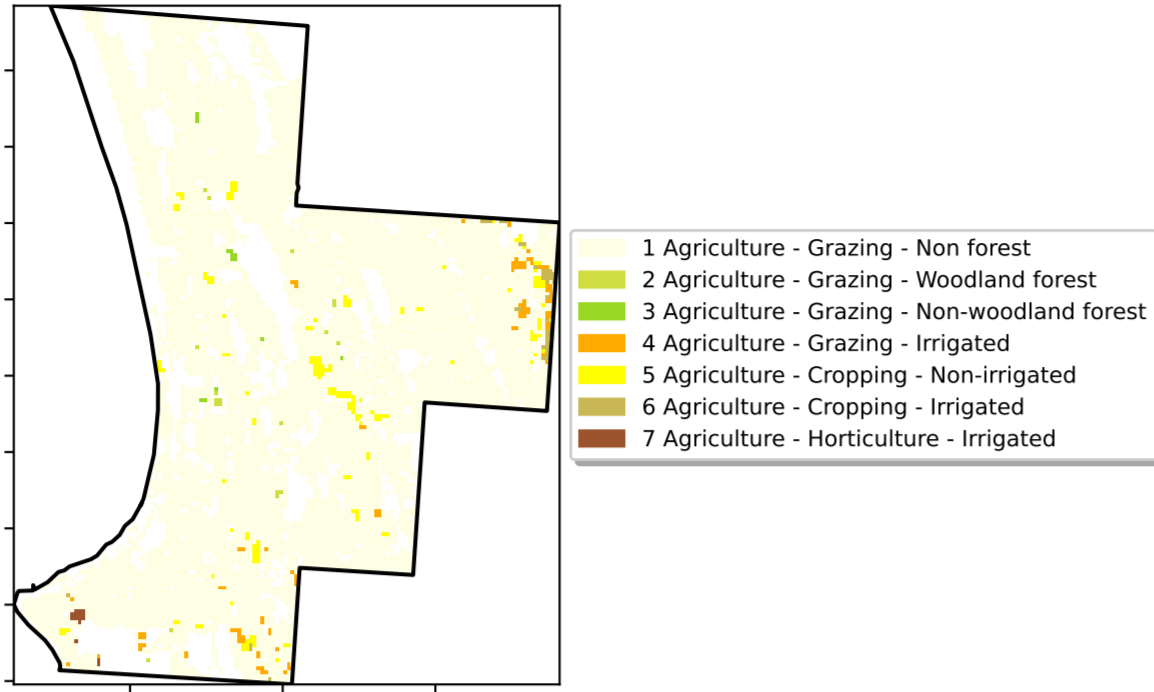 1 Agriculture - Grazing - Non forest
2 Agriculture - Grazing - Woodland forest
3 Agriculture - Grazing - Non-woodland forest
4 Agriculture - Grazing - Irrigated
5 Agriculture - Cropping - Non-irrigated
6 Agriculture - Cropping - Irrigated
7 Agriculture - Horticulture - Irrigated